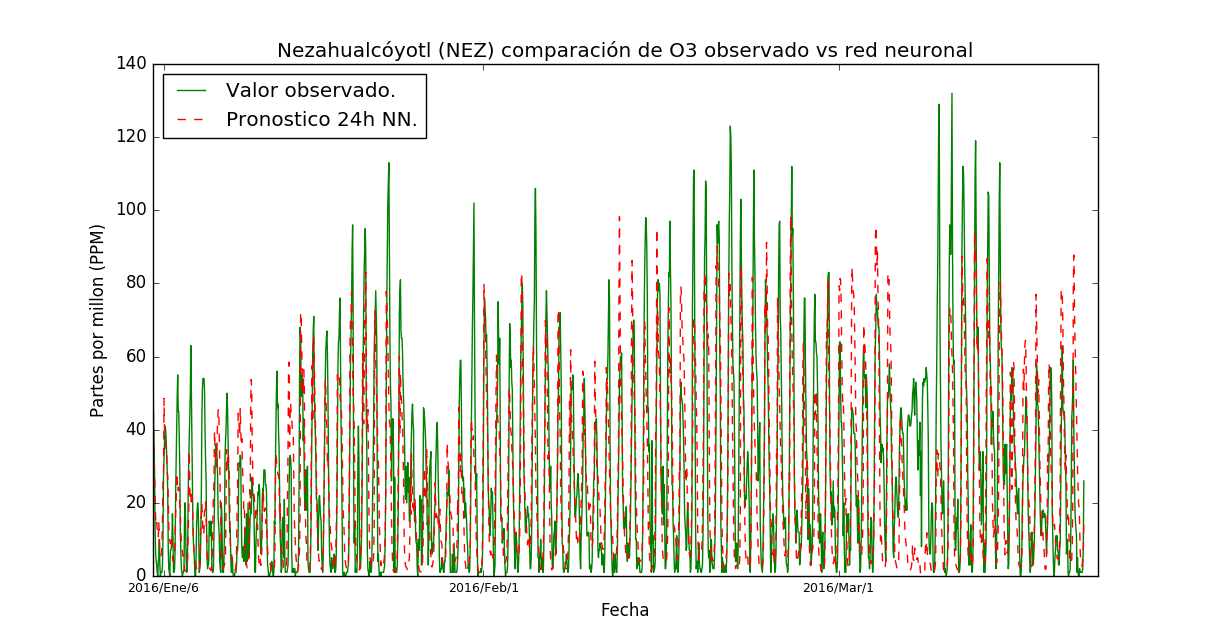 Nezahualcóyotl (NEZ) comparación de O3 observado vs red neuronal
140
120
100
80
60
40
20
0
Partes por millon (PPM)
Valor observado.
Pronostico 24h NN.
2016/Ene/6
2016/Feb/1
2016/Mar/1
Fecha